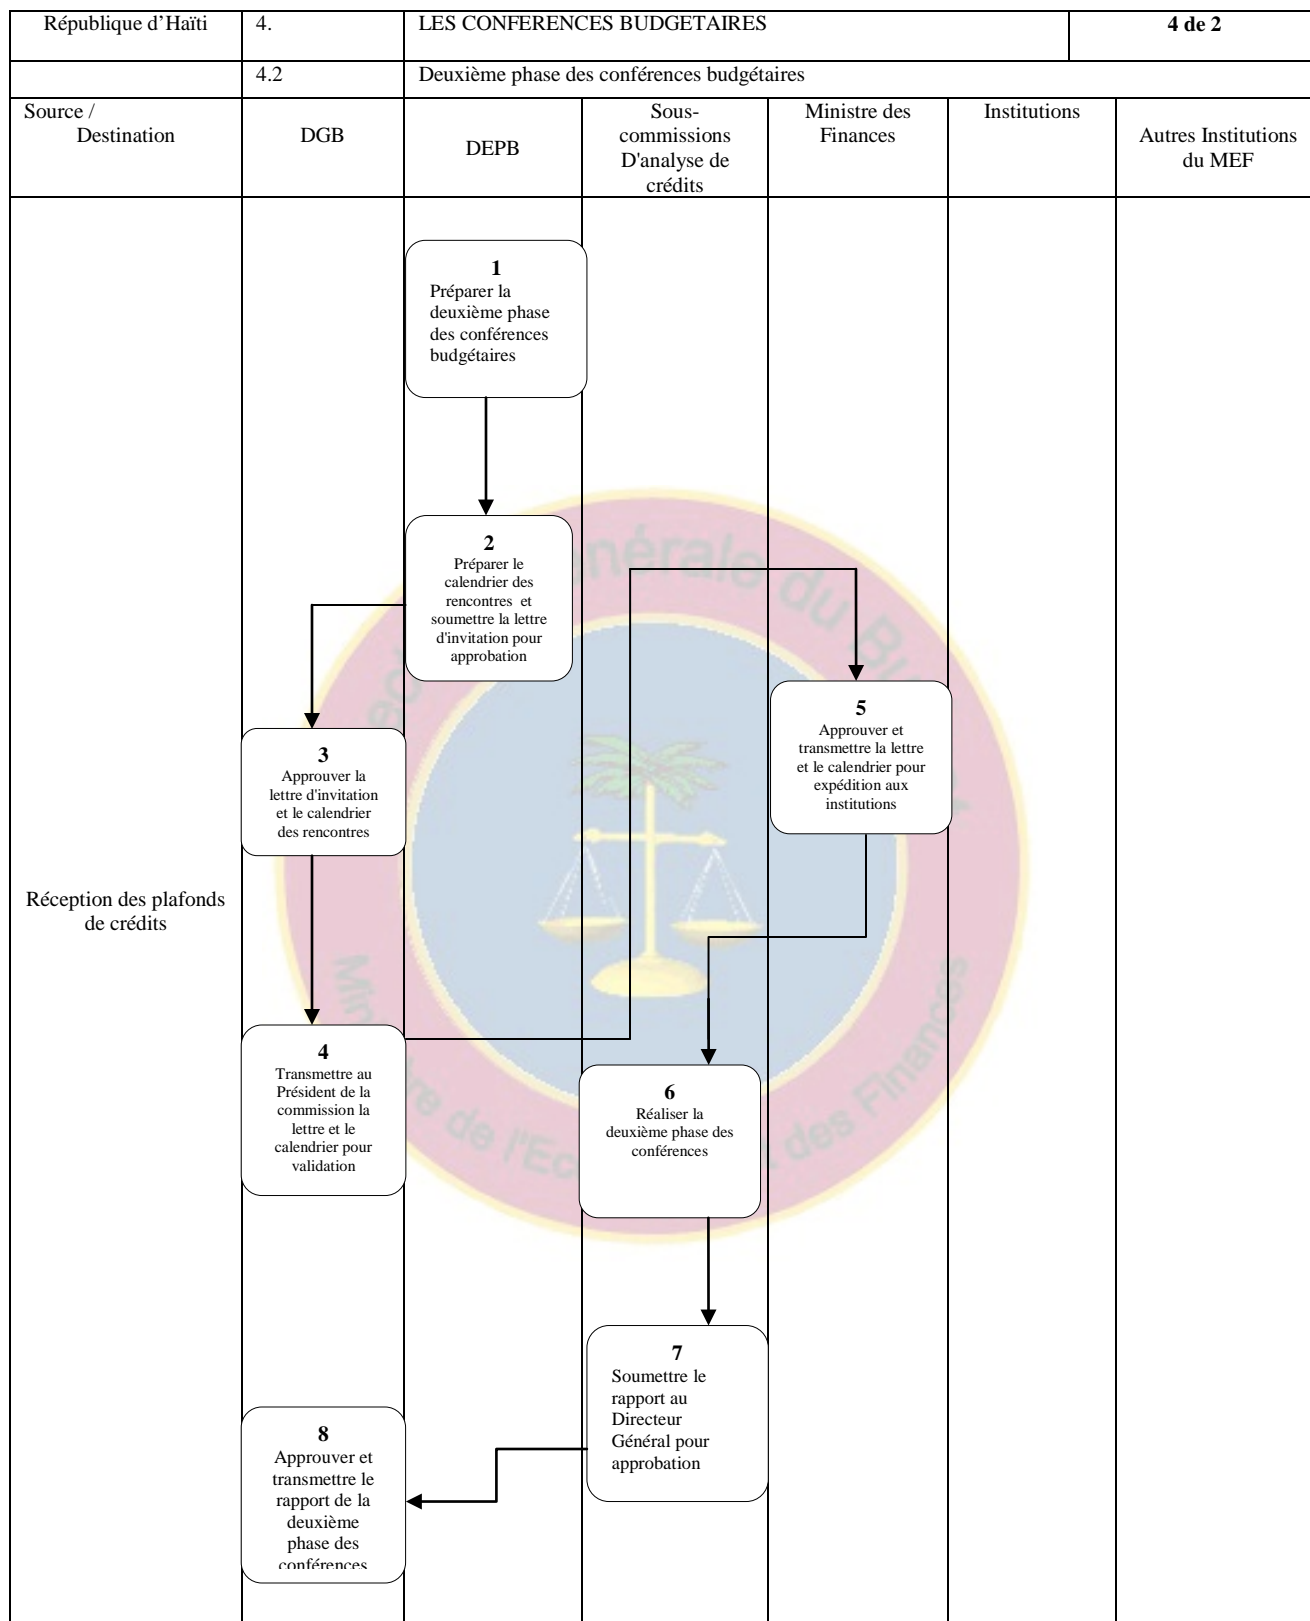 République d’Haïti
4.
LES CONFERENCES BUDGETAIRES
4 de 2
4.2
Deuxième phase des conférences budgétaires
Source /
Destination
DGB
DEPB
Sous-
commissions
D'analyse de
crédits
Ministre des
Finances
Institutions
Autres Institutions
du MEF
1
Préparer la
deuxième phase
des conférences
budgétaires
2
Préparer le
calendrier des
rencontres et
soumettre la lettre
d'invitation pour
approbation
3
Approuver la
lettre d'invitation
et le calendrier
des rencontres
5
Approuver et
transmettre la lettre
et le calendrier pour
expédition aux
institutions
Réception des plafonds
de crédits
4
Transmettre au
Président de la
commission la
lettre et le
calendrier pour
validation
6
Réaliser la
deuxième phase des
conférences
7
Soumettre le
rapport au
Directeur
Général pour
approbation
8
Approuver et
transmettre le
rapport de la
deuxième
phase des
conférences
du
de
des Finances